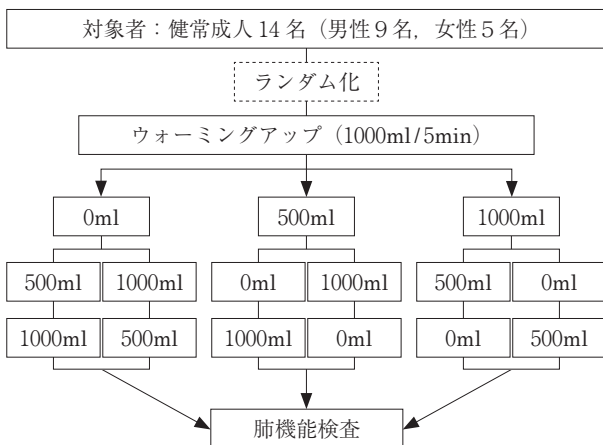 対象者：健常成人 14 名（男性 9 名，女性 5 名）
ランダム化
ウォーミングアップ（1000ml/5min）
0ml 500ml 1000ml
500ml 1000ml 0ml 1000ml 500ml 0ml
1000ml 500ml 1000ml 0ml 0ml 500ml
肺機能検査